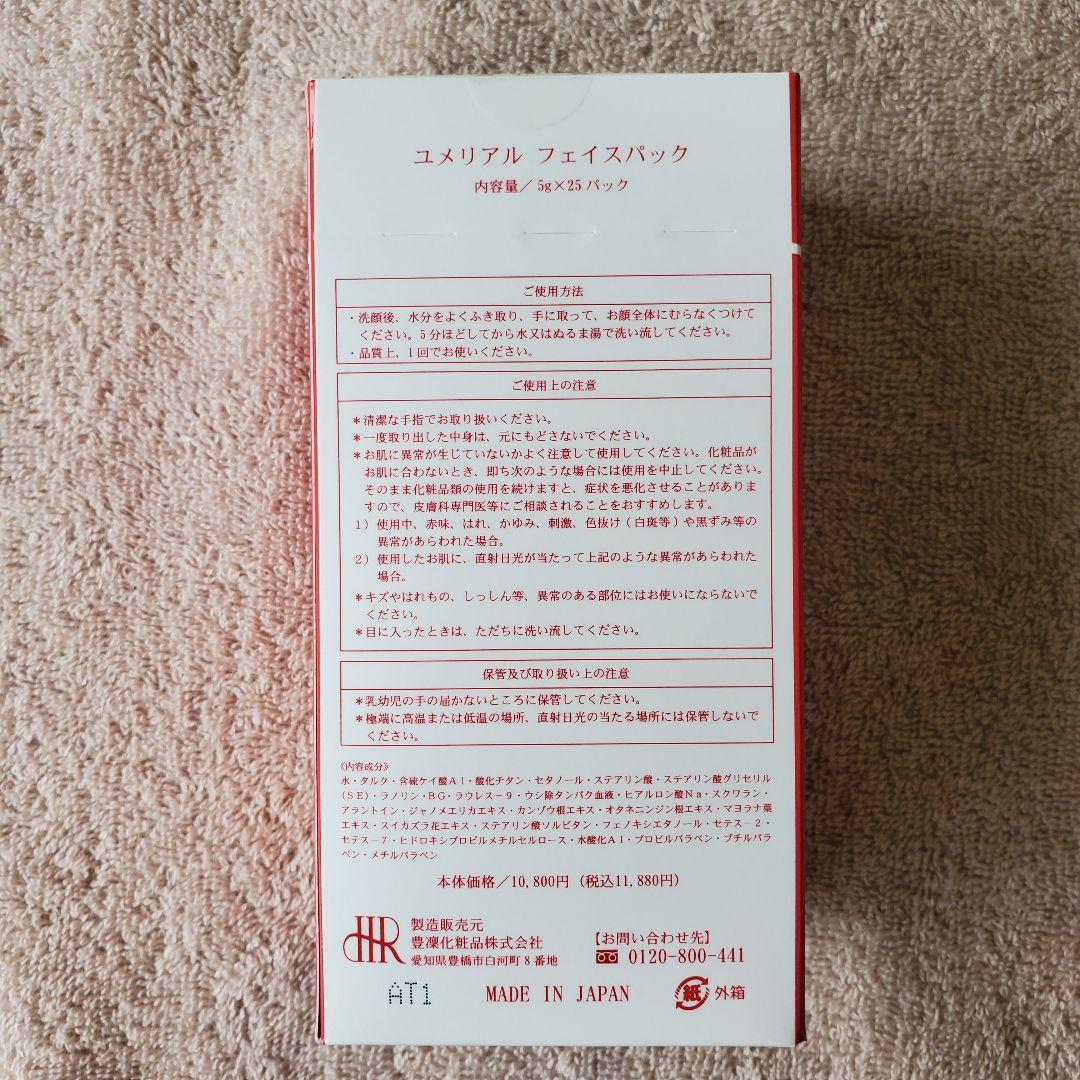 ユメリアル フェイスパック
内容量／5g×25パック
ご使用方法
・洗顔後、水分をよくふき取り、手に取って、お顔全体にむらなくつけて
ください。5分ほどしてから水又はぬるま湯で洗い流してください。
・品質上、1回でお使いください。
ご使用上の注意
＊清潔な手指でお取り扱いください。
＊一度取り出した中身は、元にもどさないでください。
＊お肌に異常が生じていないかよく注意して使用してください。化粧品が
お肌に合わないとき、即ち次のような場合には使用を中止してください。
そのまま化粧品類の使用を続けますと、症状を悪化させることがありま
すので、皮膚科専門医等にご相談されることをおすすめします。
1）使用中、赤味、はれ、かゆみ、刺激、色抜け(白斑等)や黒ずみ等の
異常があらわれた場合。
2）使用したお肌に、直射日光が当たって上記のような異常があらわれた
場合。
＊キズやはれもの、しっしん等、異常のある部位にはお使いにならないで
ください。
＊目に入ったときは、ただちに洗い流してください。
保管及び取り扱い上の注意
＊乳幼児の手の届かないところに保管してください。
＊極端に高温または低温の場所、直射日光の当たる場所には保管しないで
ください。
《内容成分》
水・タルク・含硫ケイ酸Al・酸化チタン・セタノール・ステアリン酸・ステアリン酸グリセリル
(SE)・ラノリン・BG・ラウレス－9・ウシ除タンパク血液・ヒアルロン酸Na・スクワラン・
アラントイン・ジャノメエリカエキス・カンゾウ根エキス・オタネニンジン根エキス・マヨラナ葉
エキス・スイカズラ花エキス・ステアリン酸ソルビタン・フェノキシエタノール・セテス－2・
セテス－7・ヒドロキシプロピルメチルセルロース・水酸化Al・プロピルパラベン・ブチルパラ
ベン・メチルパラベン
本体価格／10,800円（税込11,880円）
HR
製造販売元
豊凜化粧品株式会社
愛知県豊橋市白河町8番地
【お問い合わせ先】
0120-800-441
AT1
MADE IN JAPAN
紙 外箱